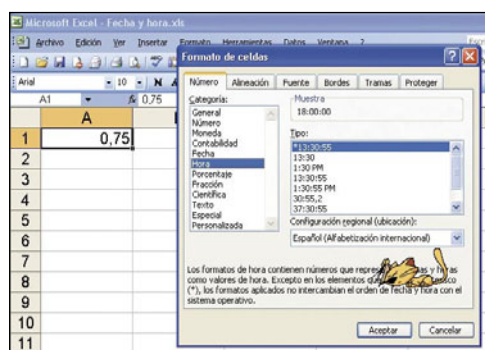 Microsoft Excel - Fecha y hora.xls
Archivo Edición Ver Insertar Formato Herramientas Datos Ventana ?
Arial 10 N
A1 fx 0,75
A
1 0,75
2
3
4
5
6
7
8
9
10
11
Formato de celdas
Número Alineación Fuente Bordes Tramas Proteger
Categoría:
General
Número
Moneda
Contabilidad
Fecha
Hora
Porcentaje
Fracción
Científica
Texto
Especial
Personalizada
Muestra
18:00:00
Tipo:
*13:30:55
13:30
1:30 PM
13:30:55
1:30:55 PM
30:55,2
37:30:55
Configuración regional (ubicación):
Español (Alfabetización internacional)
Los formatos de hora contienen números que
como valores de hora. Excepto en los elementos
(*), los formatos aplicados no intercambian el orden de fecha y hora con el
sistema operativo.
Aceptar Cancelar